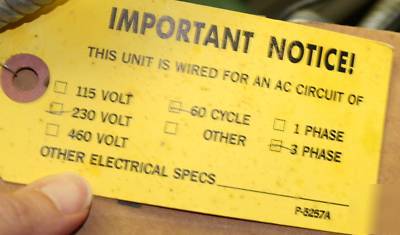 IMPORTANT NOTICE!
THIS UNIT IS WIRED FOR AN AC CIRCUIT OF
115 VOLT
230 VOLT
460 VOLT
60 CYCLE
OTHER
1 PHASE
3 PHASE
OTHER ELECTRICAL SPECS
P-5257A